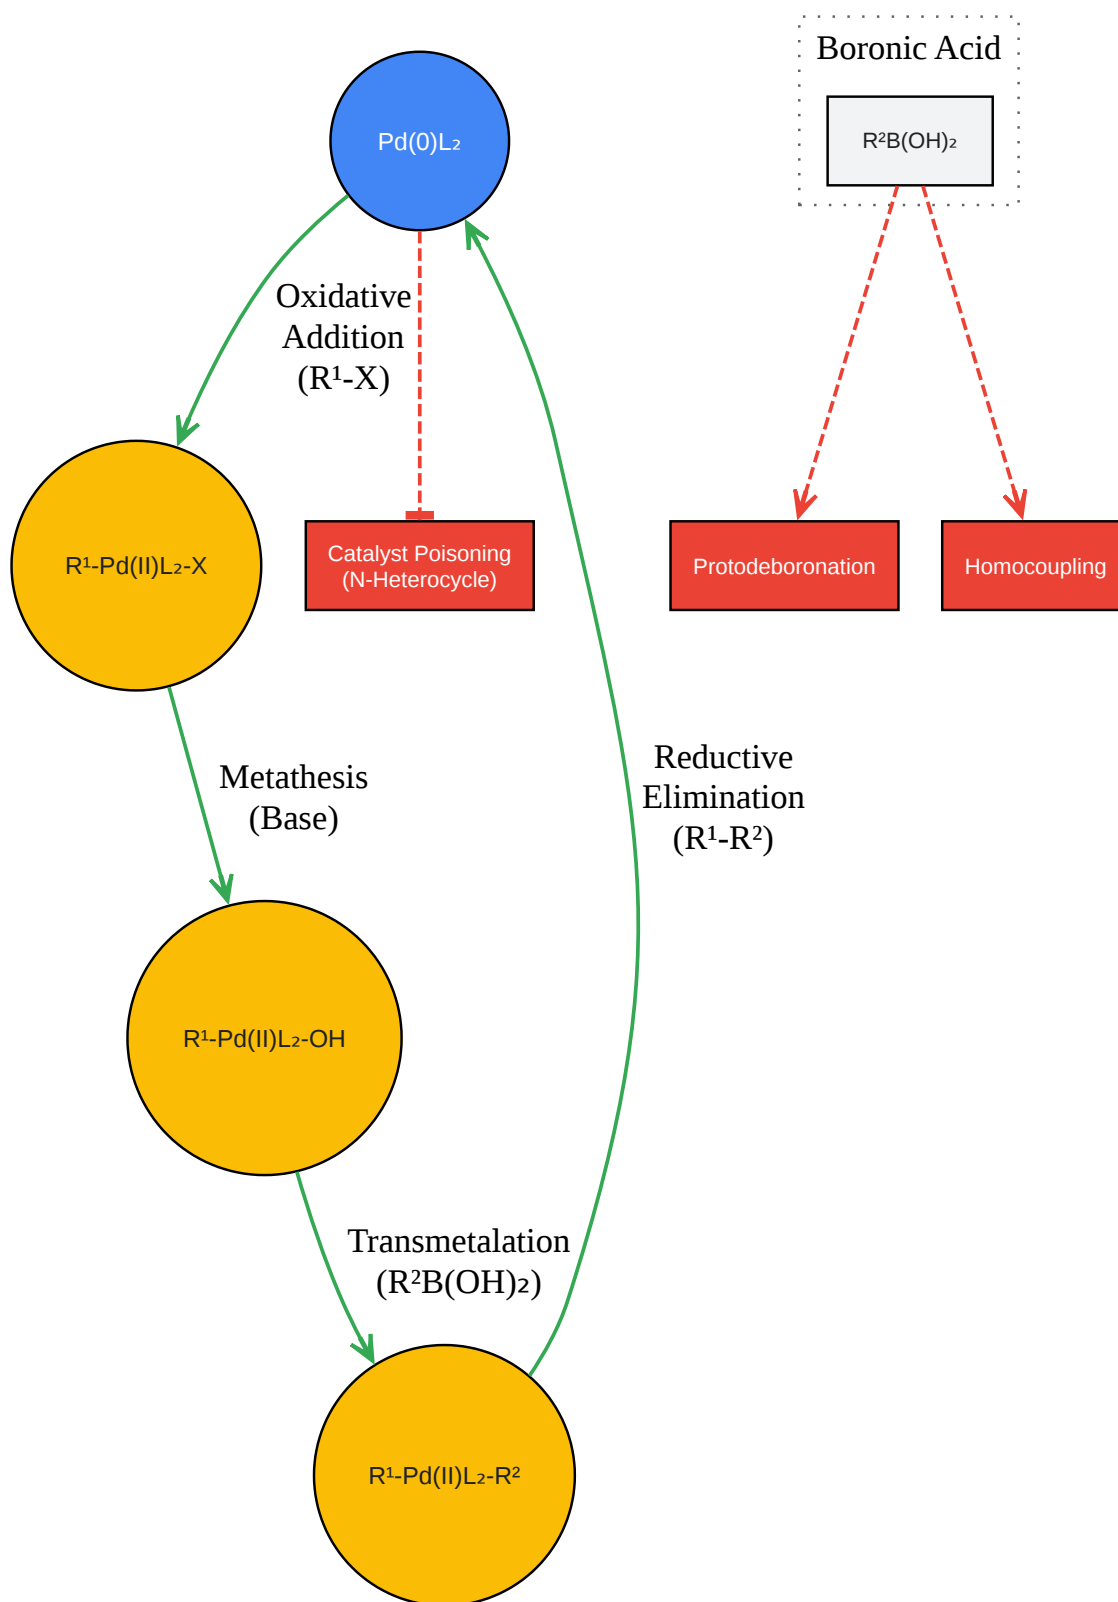 Boronic Acid
Pd(0)L₂
R²B(OH)₂
Oxidative
Addition
(R¹-X)
R¹-Pd(II)L₂-X
Catalyst Poisoning
(N-Heterocycle)
Protodeboronation
Homocoupling
Metathesis
(Base)
Reductive
Elimination
(R¹-R²)
R¹-Pd(II)L₂-OH
Transmetalation
(R²B(OH)₂)
R¹-Pd(II)L₂-R²